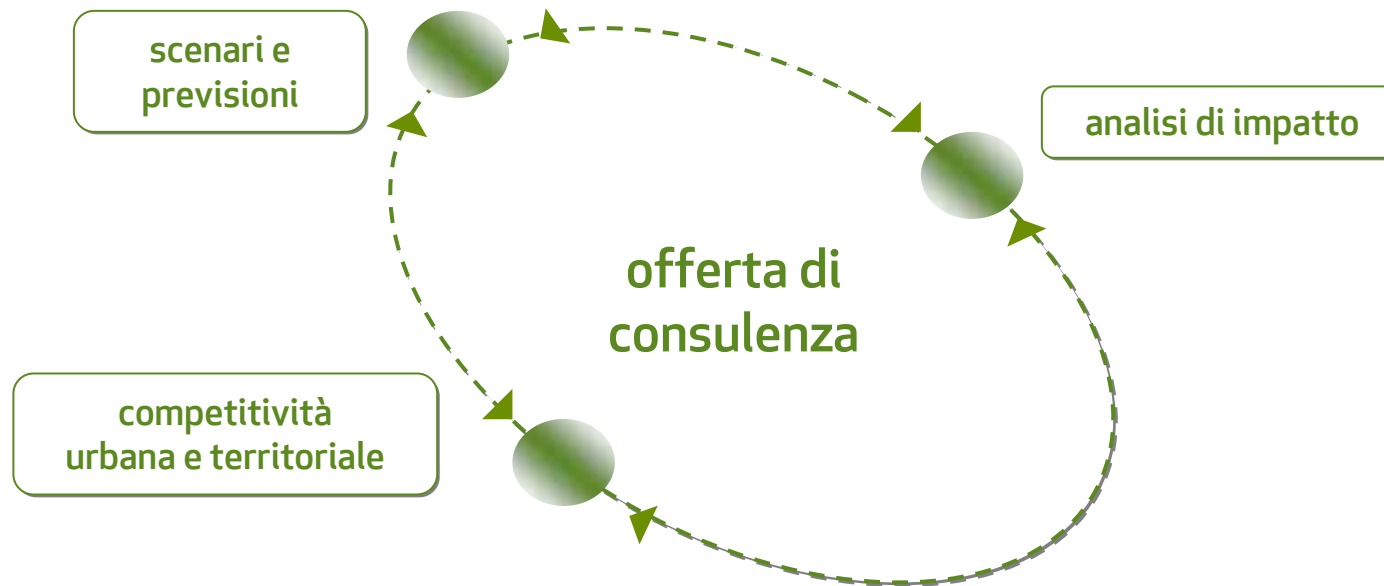 scenari e
previsioni
analisi di impatto
offerta di
consulenza
competitività
urbana e territoriale